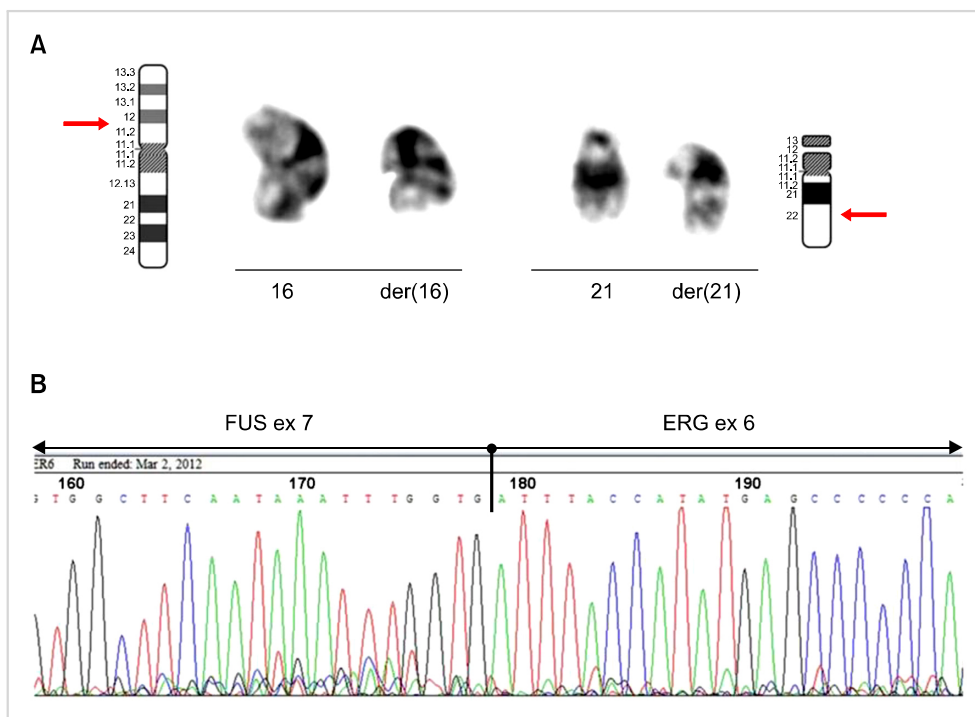 A
13.3
13.2
13.1
12
11.2
11.1
11.1
11.2
12.13
21
22
23
24
16 der(16)
21 der(21)
13
12
11.2
11.1
11.1
11.2
21
22
B
FUS ex 7 ERG ex 6
ER6 Run ended: Mar 2, 2012
160 170 180 190
G T G G C T T C A A T A A A T T T G G T G A T T T A C C A T A T G A G C C C C C C A